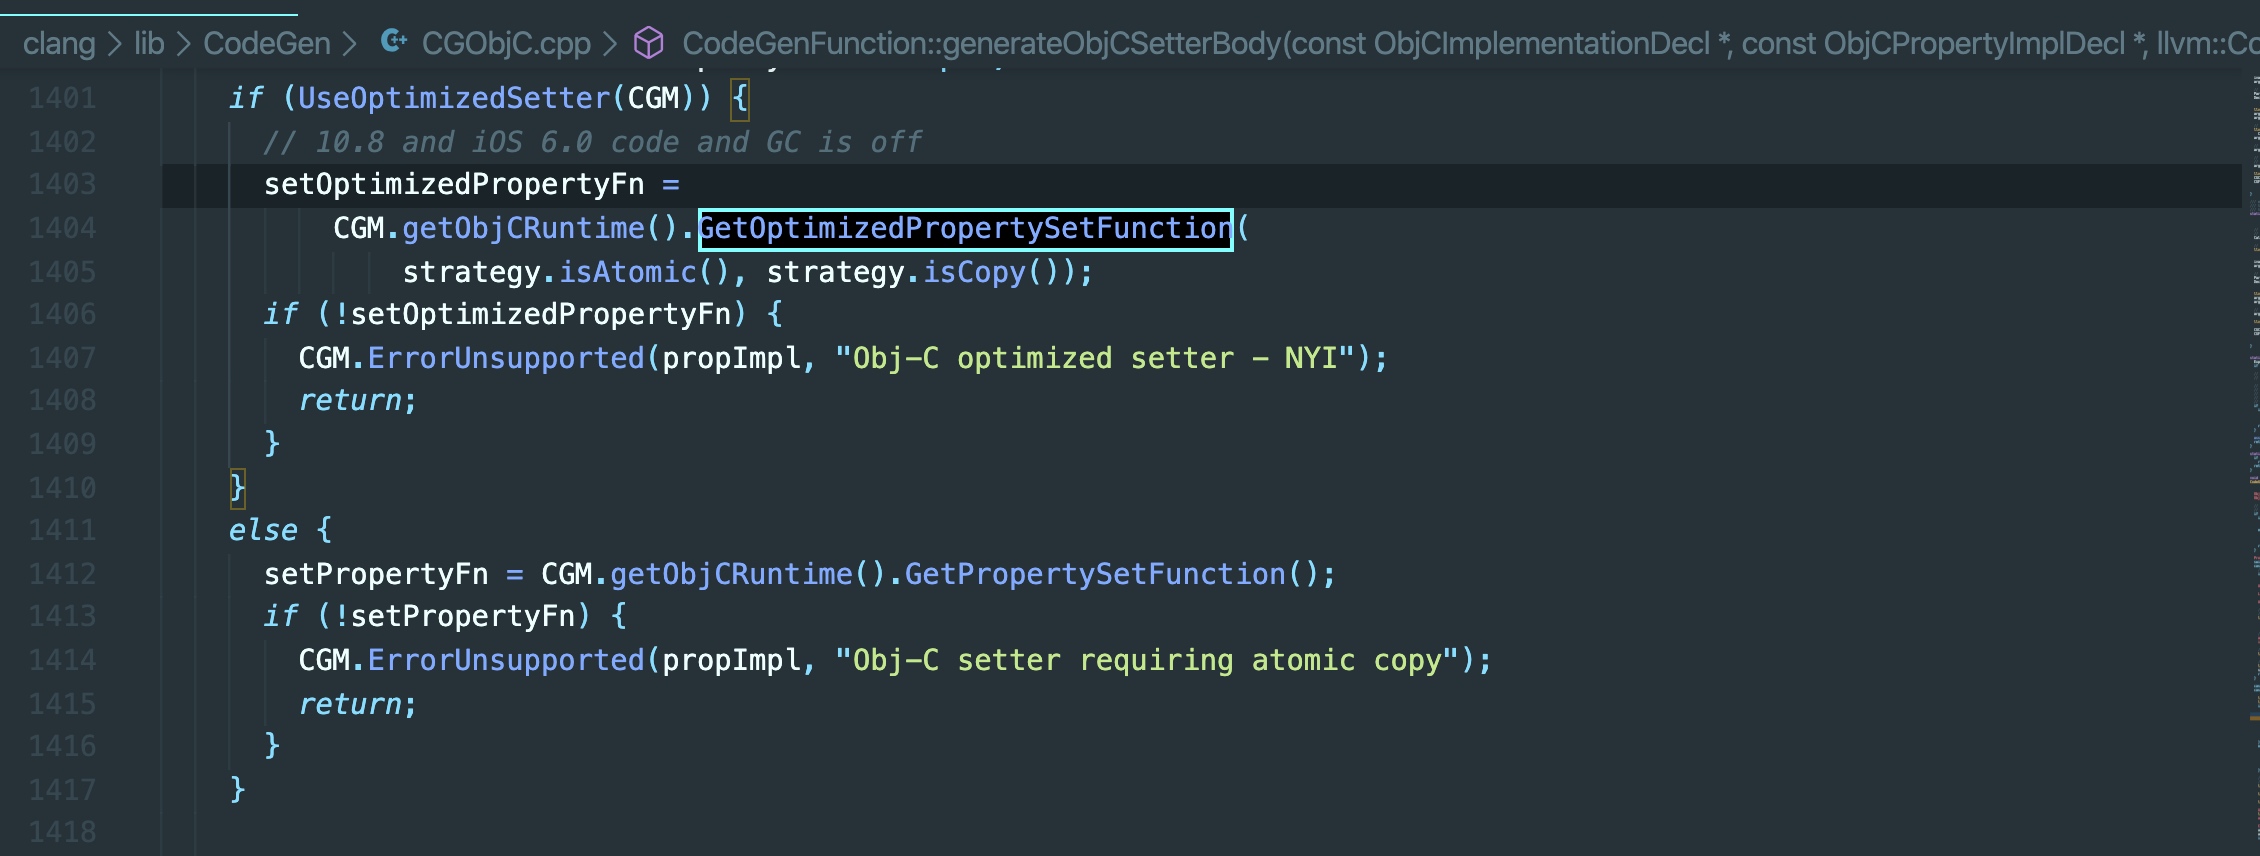 clang > lib > CodeGen > CGObjC.cpp > CodeGenFunction::generateObjCSetterBody(const ObjCImplementationDecl *, const ObjCPropertyImplDecl *, llvm::Co
1401 if (UseOptimizedSetter(CGM)) {
1402 // 10.8 and iOS 6.0 code and GC is off
1403 setOptimizedPropertyFn =
1404 CGM.getObjCRuntime().GetOptimizedPropertySetFunction(
1405 strategy.isAtomic(), strategy.isCopy());
1406 if (!setOptimizedPropertyFn) {
1407 CGM.ErrorUnsupported(propImpl, "Obj-C optimized setter - NYI");
1408 return;
1409 }
1410 }
1411 else {
1412 setPropertyFn = CGM.getObjCRuntime().GetPropertySetFunction();
1413 if (!setPropertyFn) {
1414 CGM.ErrorUnsupported(propImpl, "Obj-C setter requiring atomic copy");
1415 return;
1416 }
1417 }
1418